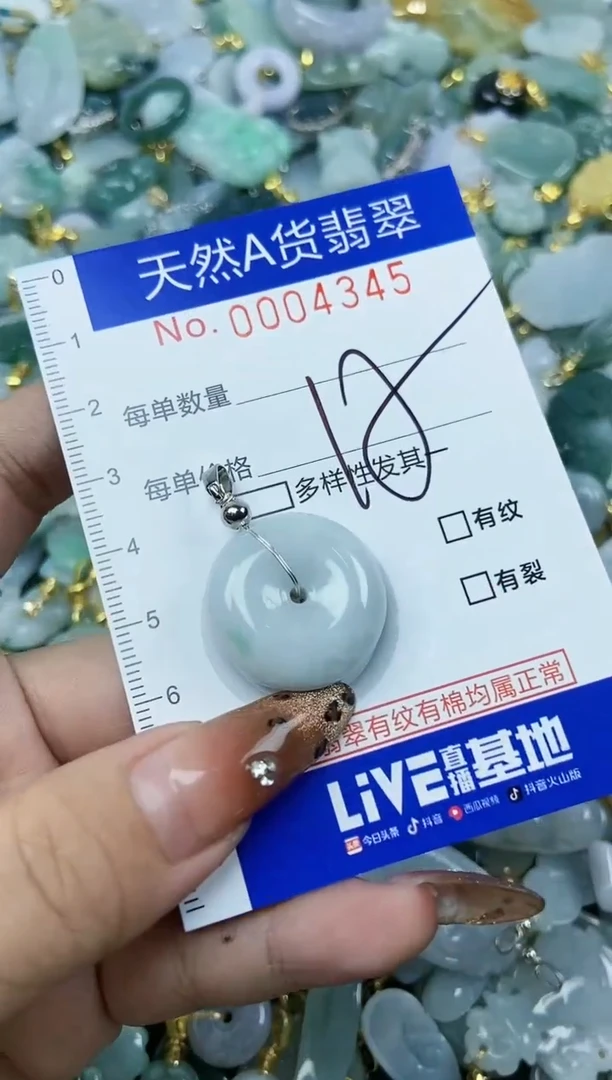 天然A货翡翠
No. 0004345
0
1
2
3
4
5
6
每单数量
18
每单价格
多样性发其一
有纹
有裂
翡翠有纹有棉均属正常
LiVE直播基地
今日头条 抖音 西瓜视频 抖音火山版